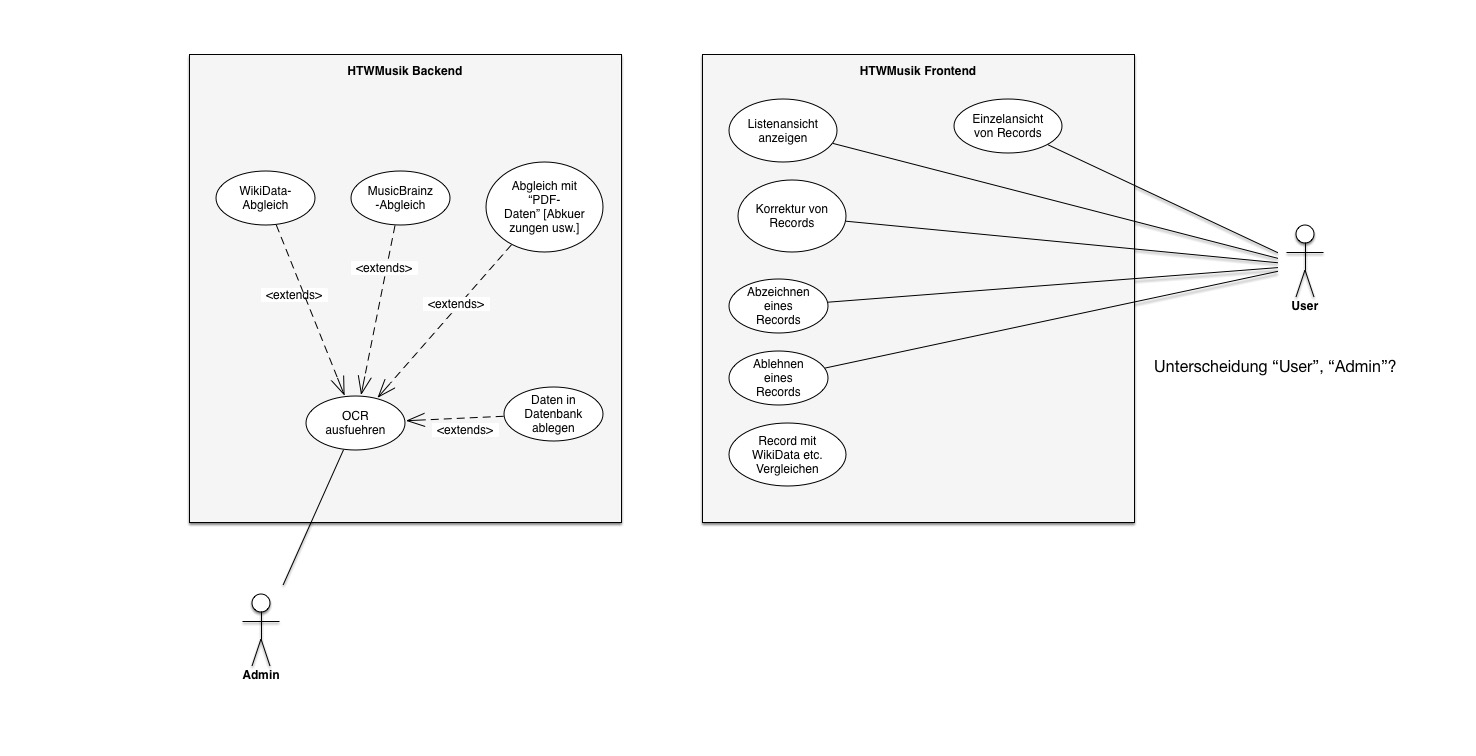 HTWMusik Backend
WikiData-
Abgleich
MusicBrainz
-Abgleich
Abgleich mit
“PDF-
Daten” [Abkuer
zungen usw.]
<extends>
<extends>
<extends>
OCR
ausfuehren
<extends>
Daten in
Datenbank
ablegen
Admin
HTWMusik Frontend
Listenansicht
anzeigen
Einzelansicht
von Records
Korrektur von
Records
Abzeichnen
eines
Records
Ablehnen
eines
Records
Record mit
WikiData etc.
Vergleichen
User
Unterscheidung “User”, “Admin”?